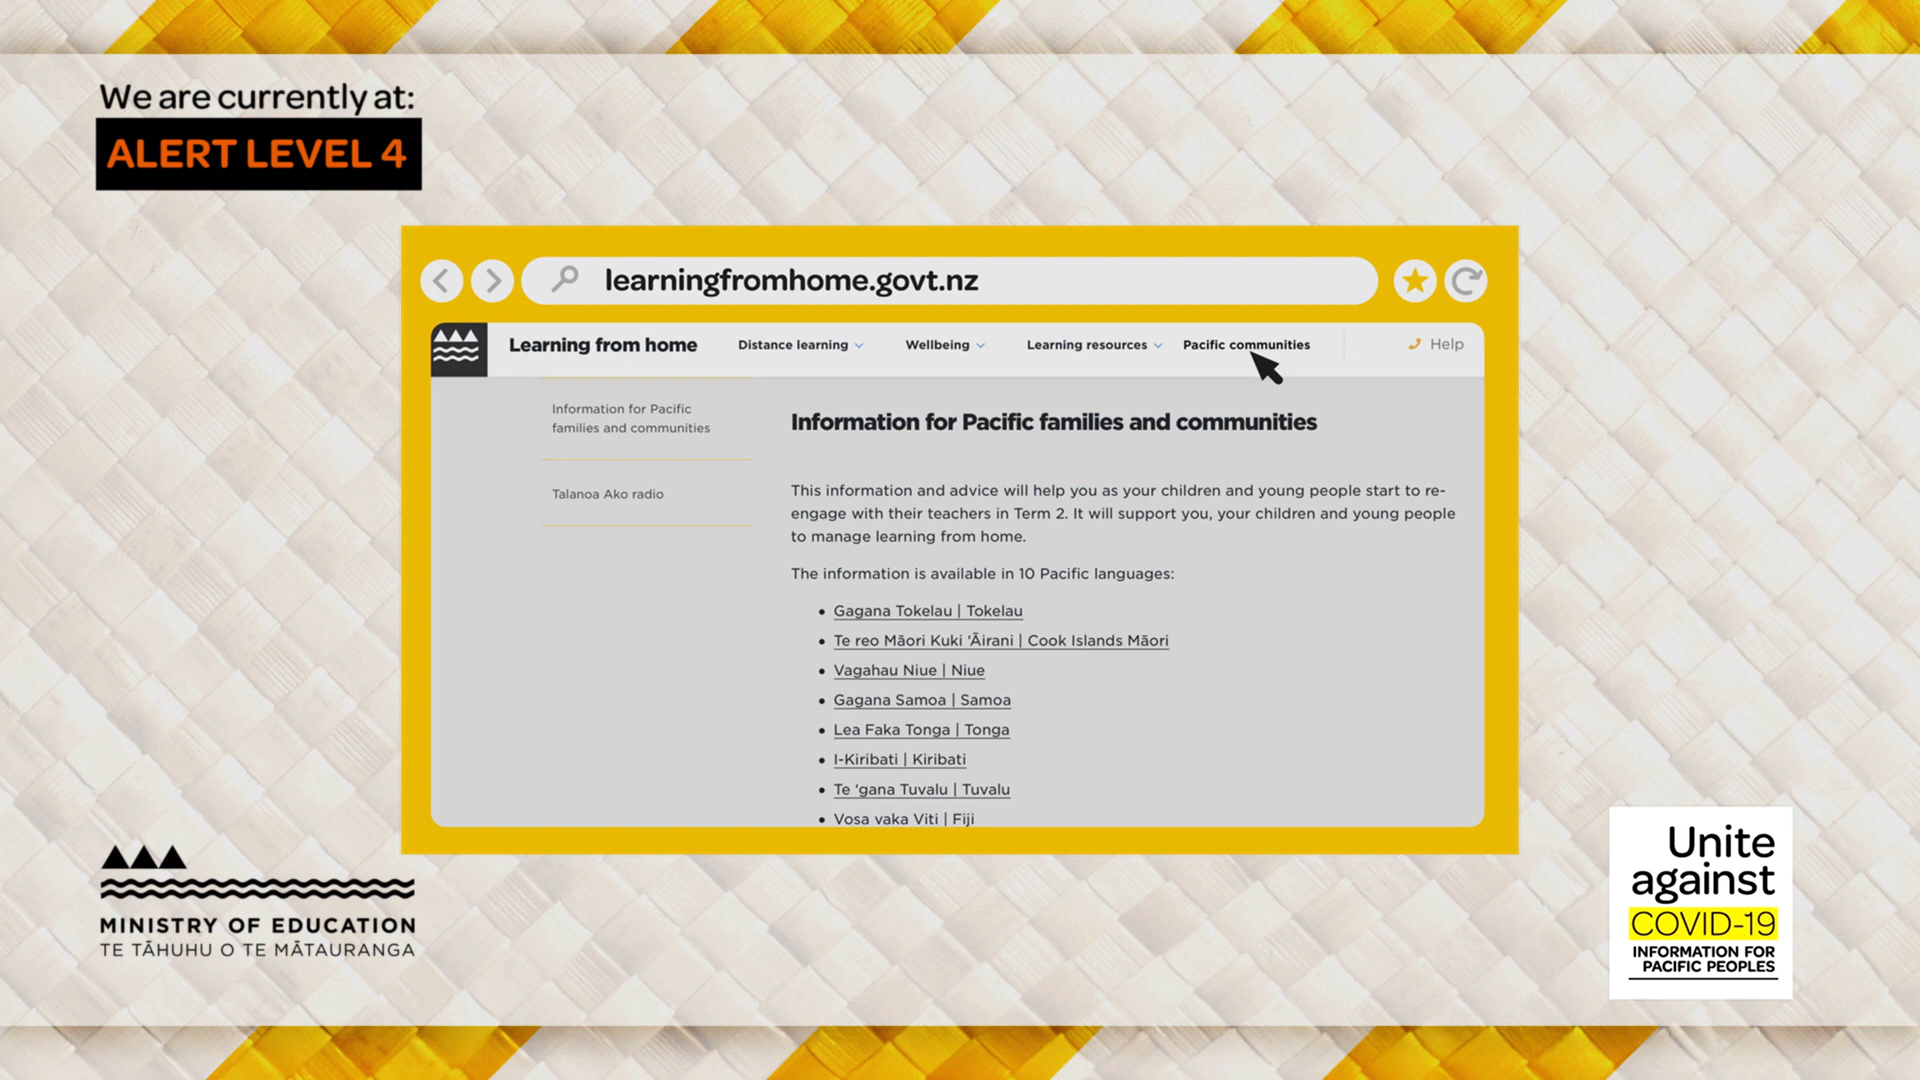 We are currently at:
ALERT LEVEL 4
learningfromhome.govt.nz
Learning from home
Distance learning
Wellbeing
Learning resources
Pacific communities
Help
Information for Pacific
families and communities
Talanoa Ako radio
Information for Pacific families and communities
This information and advice will help you as your children and young people start to re-
engage with their teachers in Term 2. It will support you, your children and young people
to manage learning from home.
The information is available in 10 Pacific languages:
• Gagana Tokelau | Tokelau
• Te reo Māori Kuki ‘Āirani | Cook Islands Māori
• Vagahau Niue | Niue
• Gagana Samoa | Samoa
• Lea Faka Tonga | Tonga
• I-Kiribati | Kiribati
• Te ‘gana Tuvalu | Tuvalu
• Vosa vaka Viti | Fiji
MINISTRY OF EDUCATION
TE TĀHUHU O TE MĀTAURANGA
Unite
against
COVID-19
INFORMATION FOR
PACIFIC PEOPLES